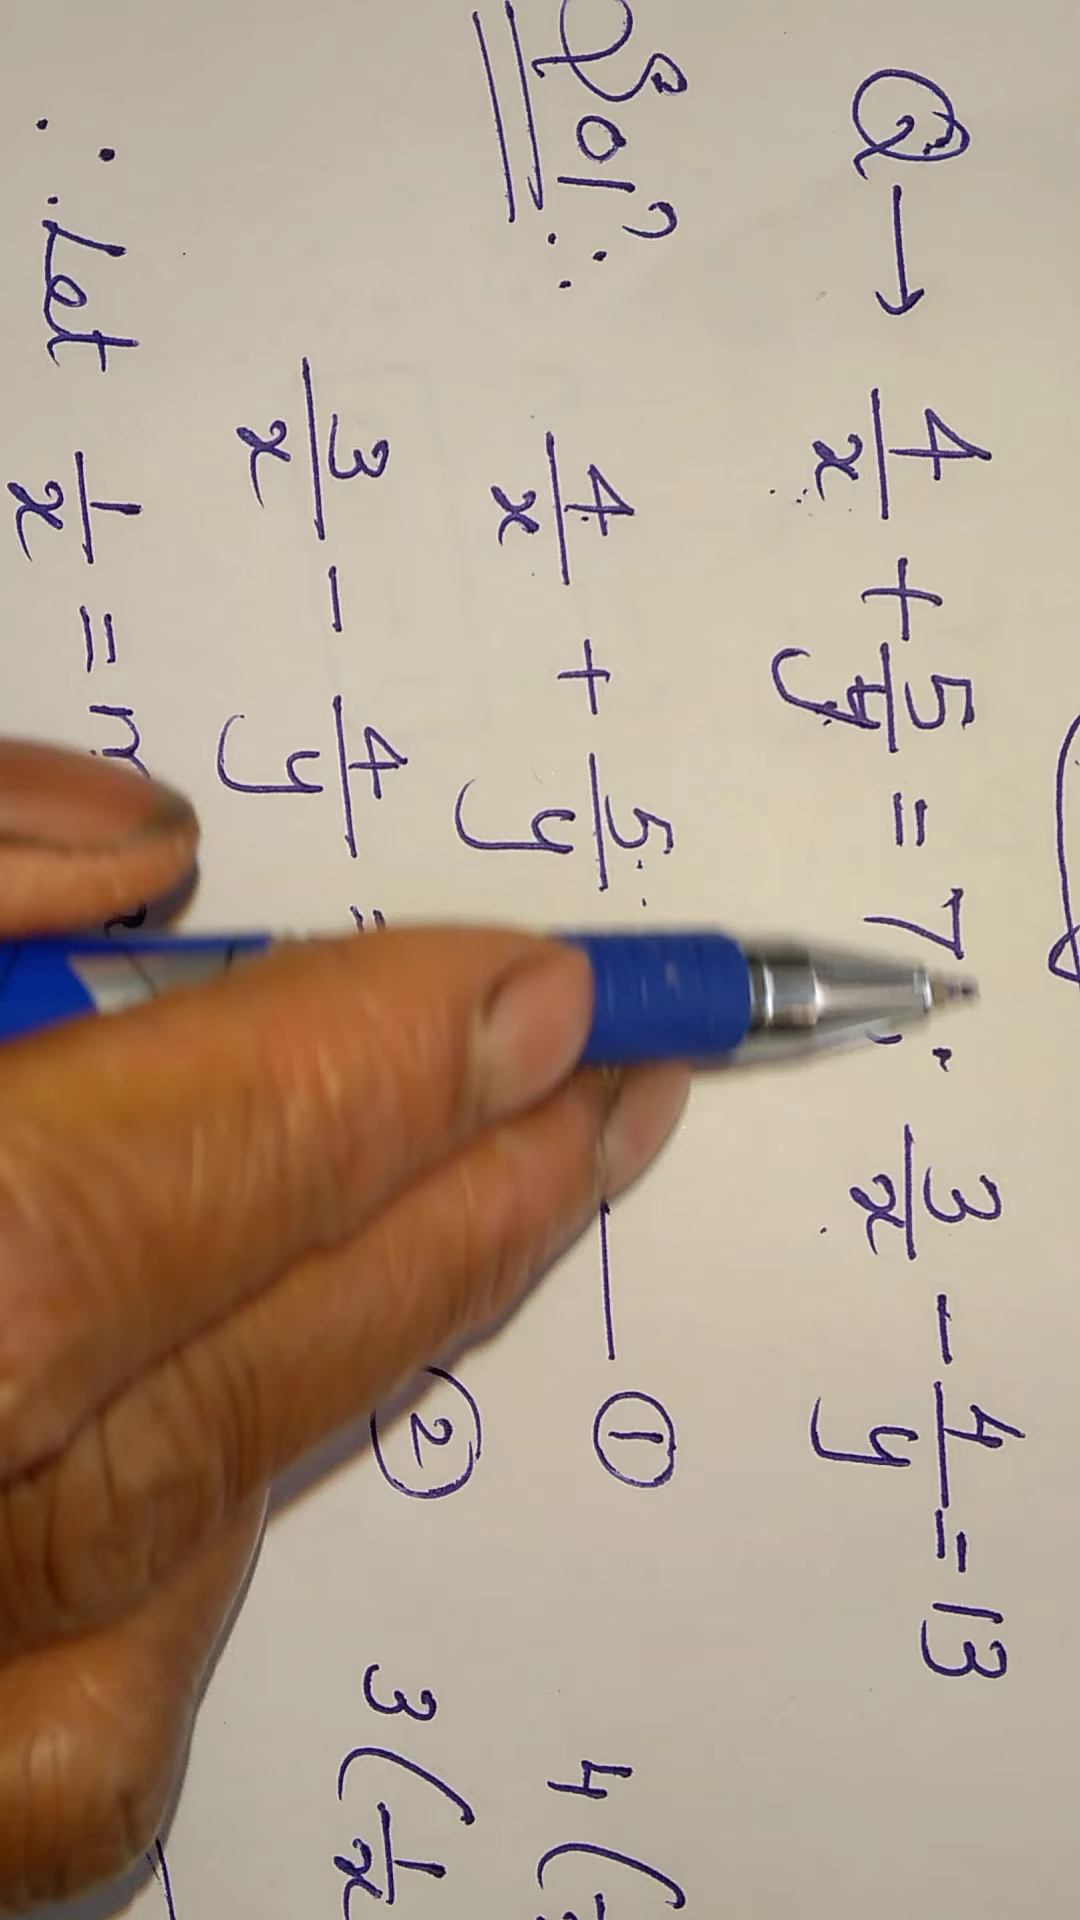 Q → 4/x + 5/y = 7, 3/x - 4/y = 13
Sol? ∴ 4/x + 5/y — ①
3/x - 4/y = ②
4(
3(1/x
∴ Let 1/x = m